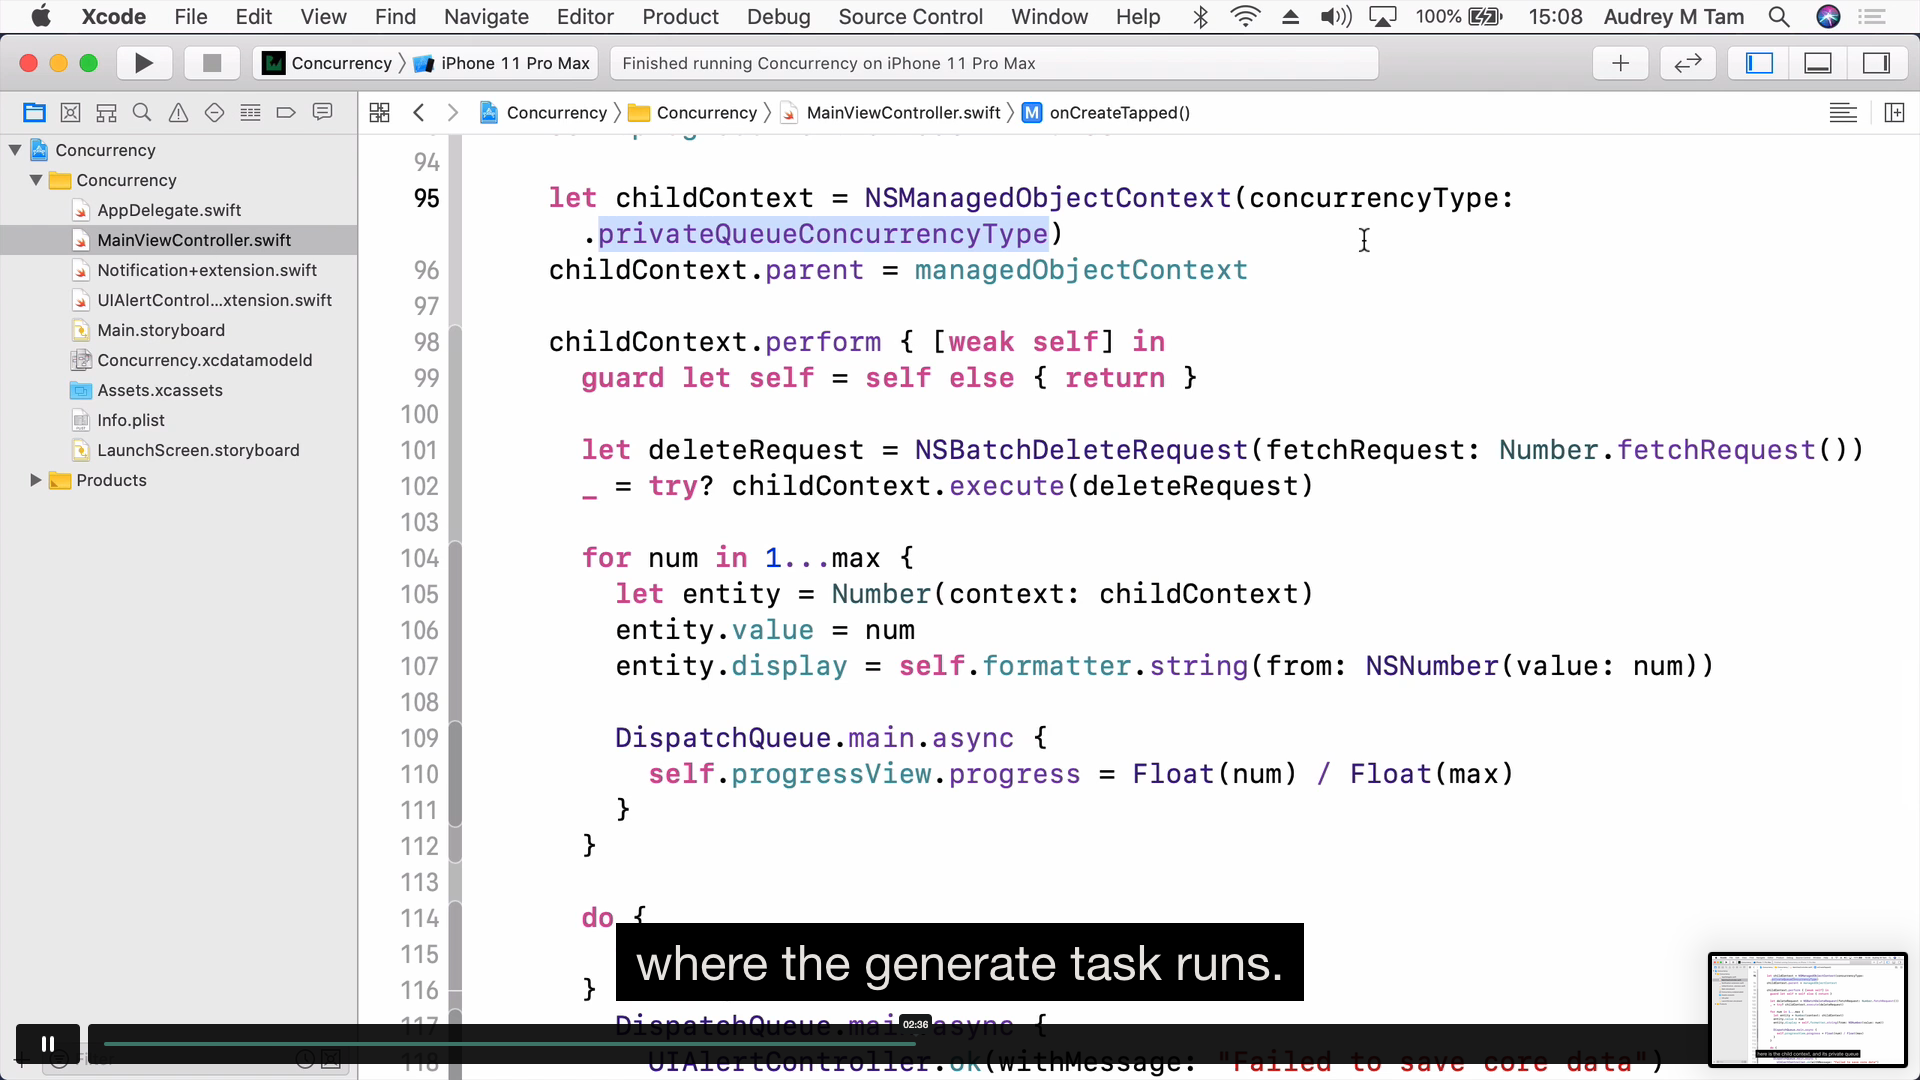 Xcode File Edit View Find Navigate Editor Product Debug Source Control Window Help 100% 15:08 Audrey M Tam
Concurrency iPhone 11 Pro Max Finished running Concurrency on iPhone 11 Pro Max
Concurrency Concurrency MainViewController.swift M onCreateTapped()
Concurrency
Concurrency
AppDelegate.swift
MainViewController.swift
Notification+extension.swift
UIAlertControl...xtension.swift
Main.storyboard
Concurrency.xcdatamodeld
Assets.xcassets
Info.plist
LaunchScreen.storyboard
Products
94
95 let childContext = NSManagedObjectContext(concurrencyType:
.privateQueueConcurrencyType)
96 childContext.parent = managedObjectContext
97
98 childContext.perform { [weak self] in
99 guard let self = self else { return }
100
101 let deleteRequest = NSBatchDeleteRequest(fetchRequest: Number.fetchRequest())
102 _ = try? childContext.execute(deleteRequest)
103
104 for num in 1...max {
105 let entity = Number(context: childContext)
106 entity.value = num
107 entity.display = self.formatter.string(from: NSNumber(value: num))
108
109 DispatchQueue.main.async {
110 self.progressView.progress = Float(num) / Float(max)
111 }
112 }
113
114 do {
115
116 }
where the generate task runs.
117 DispatchQueue.main.async {
02:36
118 UIAlertController.ok(withMessage: "Failed to save core data")
Filter